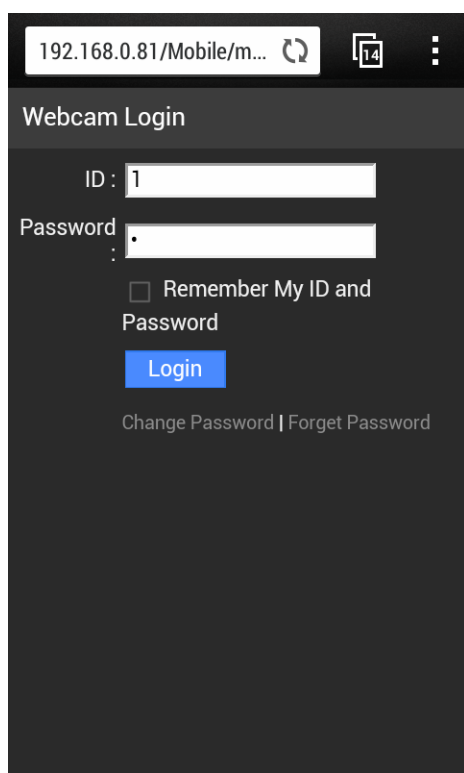 192.168.0.81/Mobile/m...
14
Webcam Login
ID : 1
Password
: •
Remember My ID and
Password
Login
Change Password | Forget Password